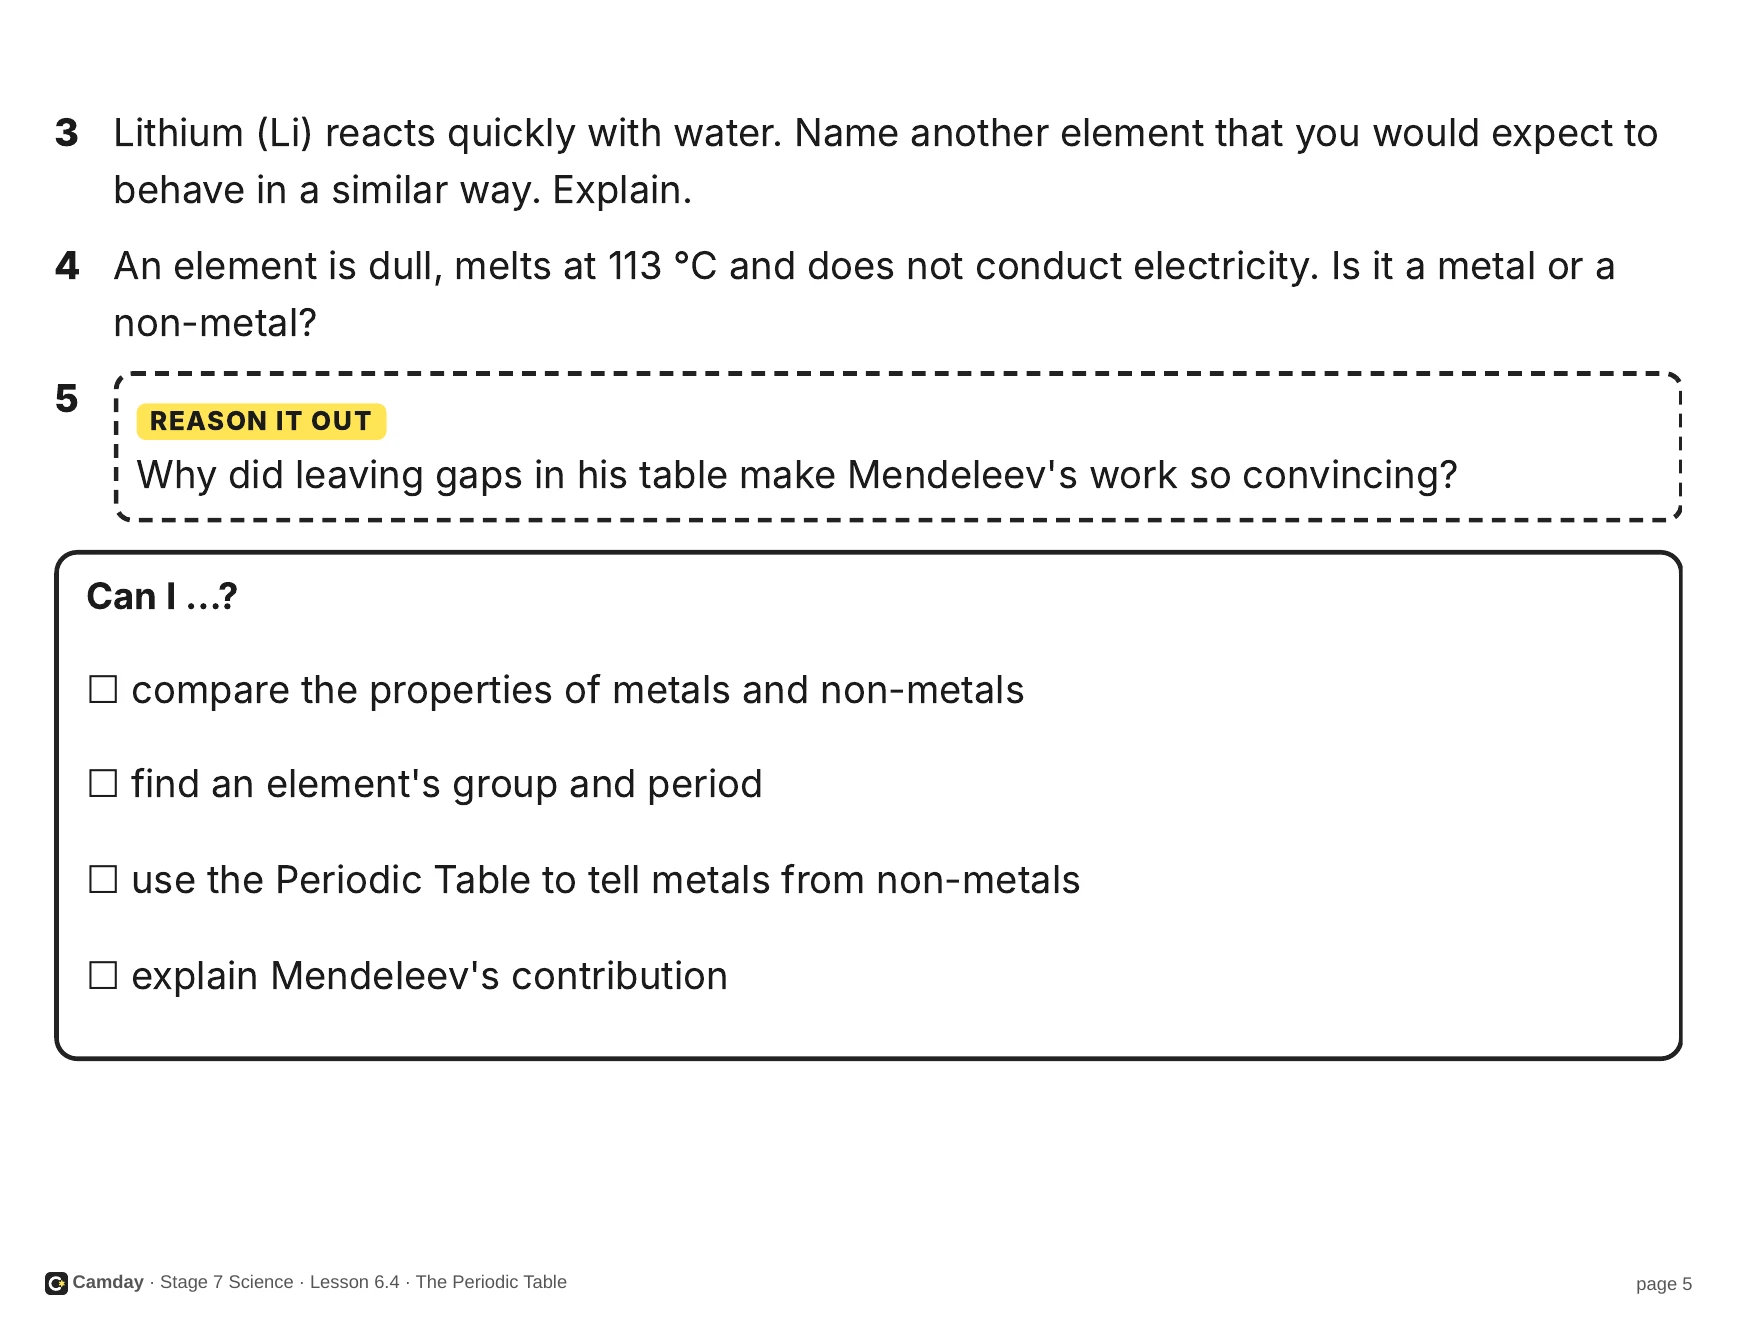 3 Lithium (Li) reacts quickly with water. Name another element that you would expect to
behave in a similar way. Explain.
4 An element is dull, melts at 113 °C and does not conduct electricity. Is it a metal or a
non-metal?
5 REASON IT OUT
Why did leaving gaps in his table make Mendeleev's work so convincing?
Can I ...?
☐ compare the properties of metals and non-metals
☐ find an element's group and period
☐ use the Periodic Table to tell metals from non-metals
☐ explain Mendeleev's contribution
Camday · Stage 7 Science · Lesson 6.4 · The Periodic Table
page 5